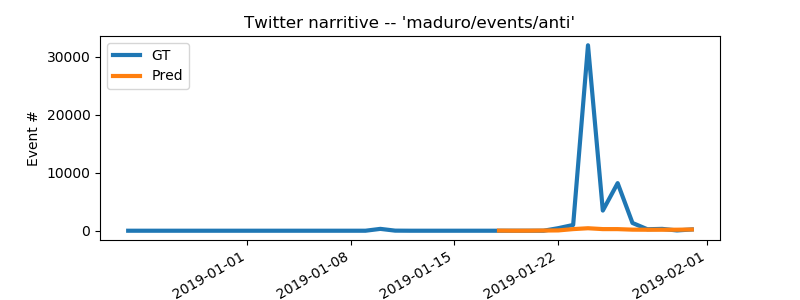 Twitter narritive -- 'maduro/events/anti'
GT
Pred
Event #
30000
20000
10000
0
2019-01-01
2019-01-08
2019-01-15
2019-01-22
2019-02-01